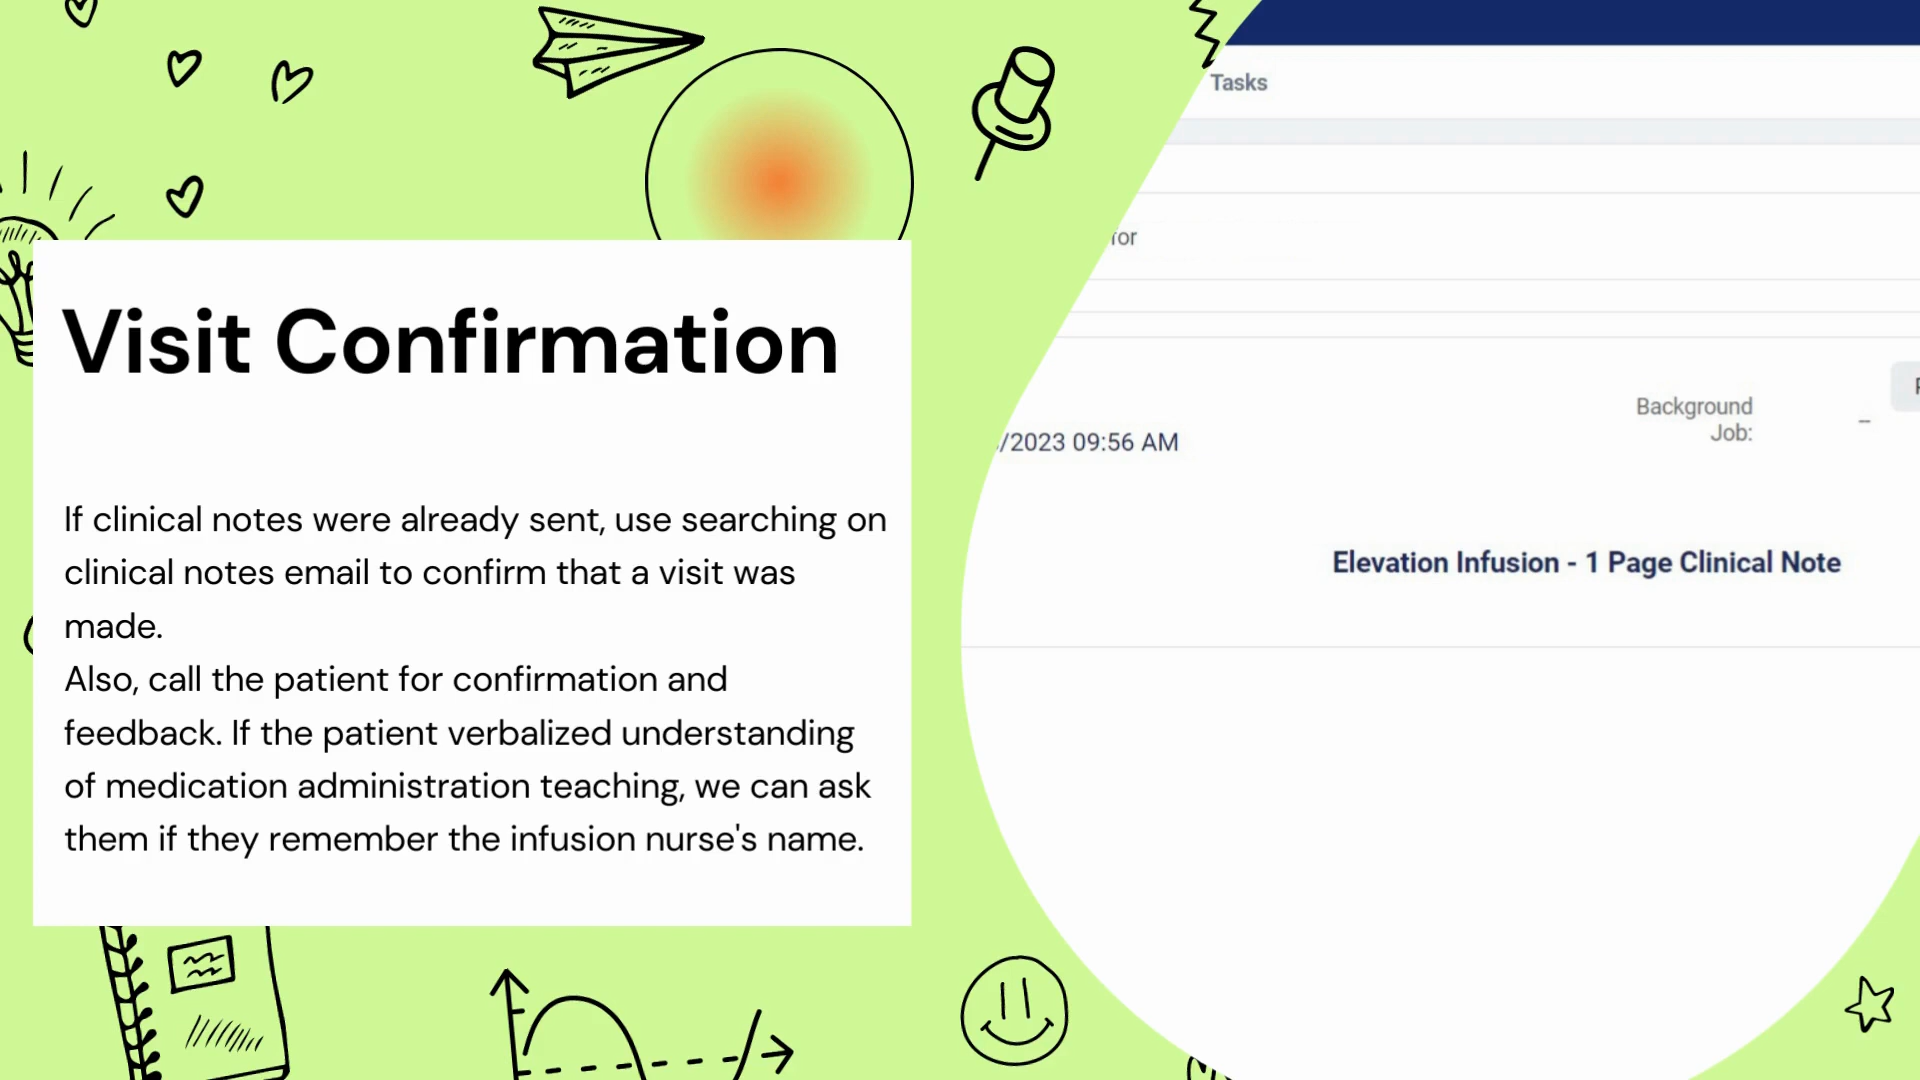 Visit Confirmation
If clinical notes were already sent, use searching on
clinical notes email to confirm that a visit was
made.
Also, call the patient for confirmation and
feedback. If the patient verbalized understanding
of medication administration teaching, we can ask
them if they remember the infusion nurse's name.
Tasks
for
/2023 09:56 AM
Background
Job:
–
Elevation Infusion - 1 Page Clinical Note